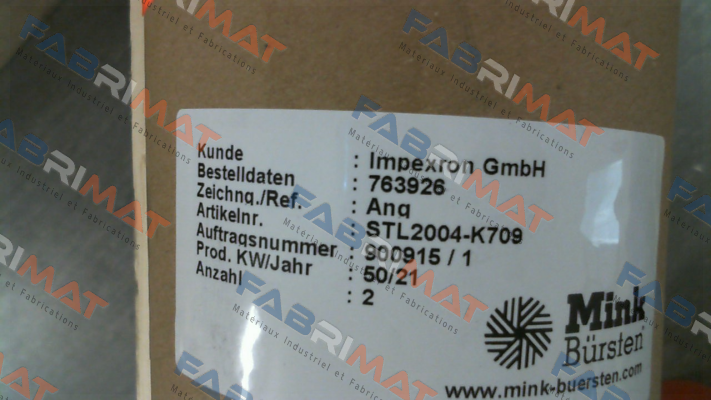 Kunde : Impexron GmbH
Bestelldaten : 763926
Zeichng./Ref. : Ang
Artikelnr. : STL2004-K709
Auftragsnummer : 900915 / 1
Prod. KW/Jahr : 50/21
Anzahl : 2
Mink
Bürsten
www.mink-buersten.com
FABRIMAT
Materiaux Industriel et Fabrications